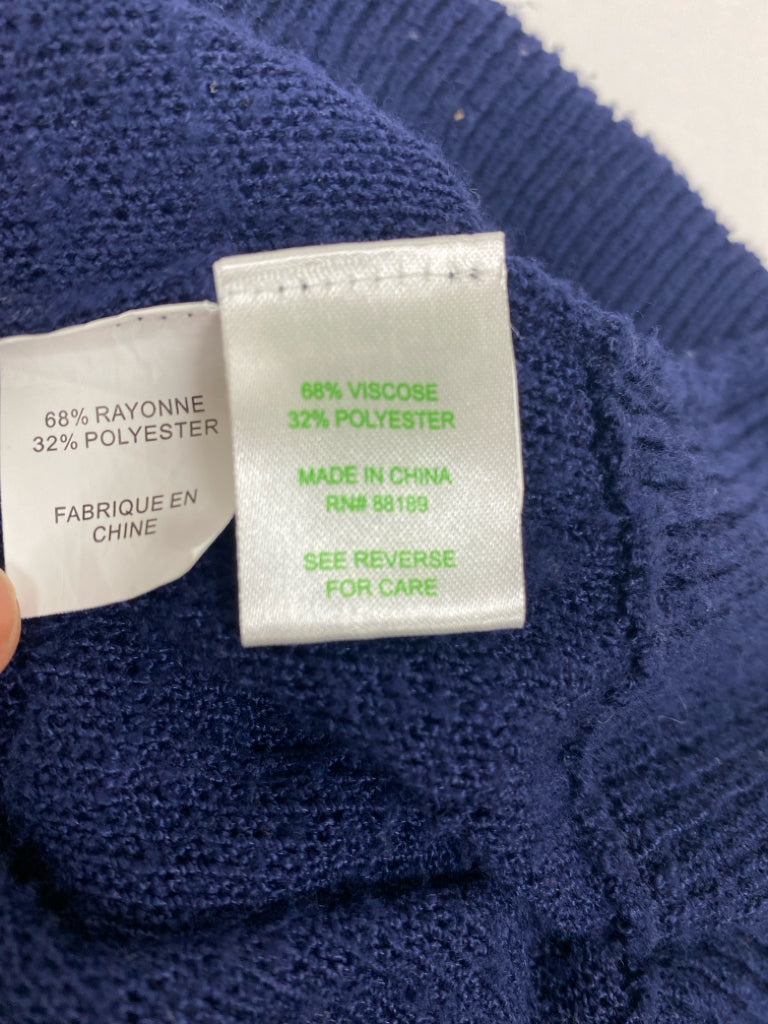 68% RAYONNE
32% POLYESTER
FABRIQUE EN
CHINE
68% VISCOSE
32% POLYESTER
MADE IN CHINA
RN# 88189
SEE REVERSE
FOR CARE